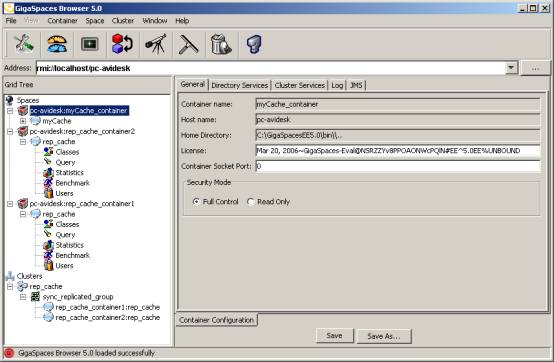 GigaSpaces Browser 5.0
File View Container Space Cluster Window Help
Address: rmi://localhost/pc-avidesk ...
Grid Tree
Spaces
pc-avidesk:myCache_container
myCache
pc-avidesk:rep_cache_container2
rep_cache
Classes
Query
Statistics
Benchmark
Users
pc-avidesk:rep_cache_container1
rep_cache
Classes
Query
Statistics
Benchmark
Users
Clusters
rep_cache
sync_replicated_group
rep_cache_container1:rep_cache
rep_cache_container2:rep_cache
General Directory Services Cluster Services Log JMS
Container name: myCache_container
Host name: pc-avidesk
Home Directory: C:\GigaSpacesEE5.0\bin\\..
License: Mar 20, 2006~GigaSpaces-Eval@NSRZZYv8PPOAONWcPQlN#EE^5.0EE%UNBOUND
Container Socket Port: 0
Security Mode
Full Control Read Only
Container Configuration
Save Save As...
GigaSpaces Browser 5.0 loaded successfully